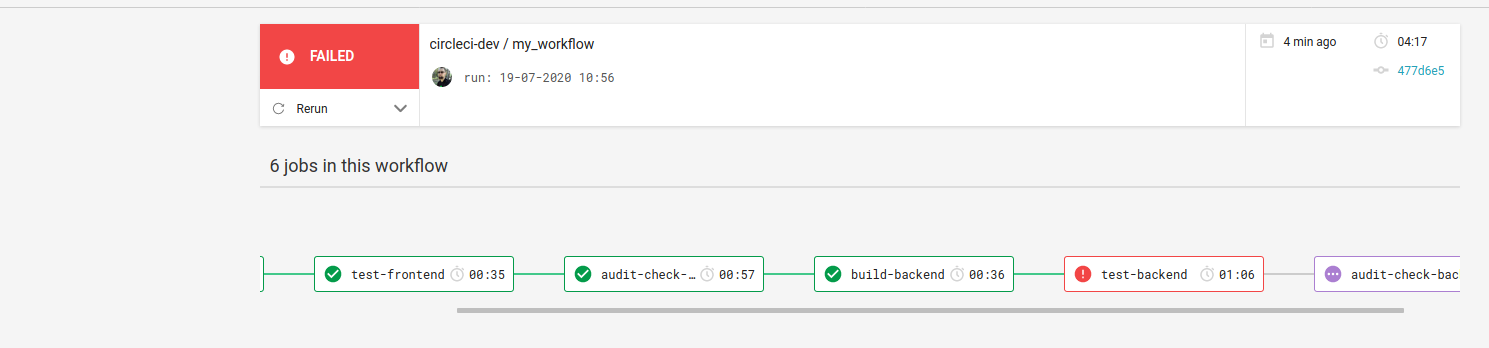 FAILED
circleci-dev / my_workflow
4 min ago
04:17
run: 19-07-2020 10:56
477d6e5
Rerun
6 jobs in this workflow
test-frontend 00:35
audit-check-… 00:57
build-backend 00:36
test-backend 01:06
audit-check-bac